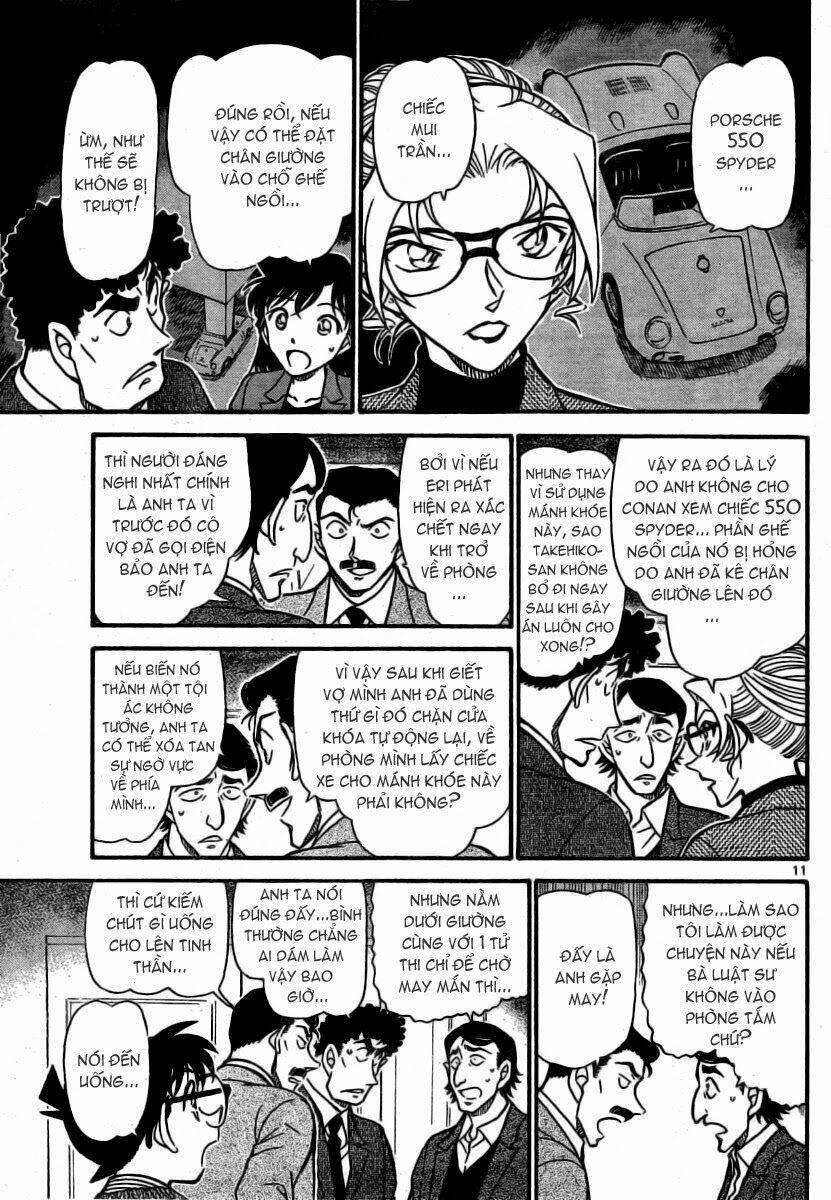 PORSCHE
550
SPYDER
...
CHIẾC
MUI
TRẦN...
ĐÚNG RỒI, NẾU
VẬY CÓ THỂ ĐẶT
CHÂN GIƯỜNG
VÀO CHỖ GHẾ
NGỒI...
ỪM, NHƯ
THẾ SẼ
KHÔNG BỊ
TRƯỢT!
VẬY RA ĐÓ LÀ LÝ
DO ANH KHÔNG CHO
CONAN XEM CHIẾC 550
SPYDER... PHẦN GHẾ
NGỒI CỦA NÓ BỊ HỎNG
DO ANH ĐÃ KÊ CHÂN
GIƯỜNG LÊN ĐÓ
...
NHƯNG THAY
VÌ SỬ DỤNG
MÁNH KHÓE
NÀY, SAO
TAKEHIKO-
SAN KHÔNG
BỎ ĐI NGAY
SAU KHI GÂY
ÁN LUÔN CHO
XONG!?
BỞI VÌ NẾU
ERI PHÁT
HIỆN RA XÁC
CHẾT NGAY
KHI TRỞ
VỀ PHÒNG
...
THÌ NGƯỜI ĐÁNG
NGHI NHẤT CHÍNH
LÀ ANH TA VÌ
TRƯỚC ĐÓ CÔ
VỢ ĐÃ GỌI ĐIỆN
BẢO ANH TA
ĐẾN!
VÌ VẬY SAU KHI GIẾT
VỢ MÌNH ANH ĐÃ DÙNG
THỨ GÌ ĐÓ CHẶN CỬA
KHÓA TỰ ĐỘNG LẠI, VỀ
PHÒNG MÌNH LẤY CHIẾC
XE CHO MÁNH KHÓE NÀY
PHẢI KHÔNG?
NẾU BIẾN NÓ
THÀNH MỘT TỘI
ÁC KHÔNG
TƯỞNG, ANH TA
CÓ THỂ XÓA TAN
SỰ NGỜ VỰC
VỀ PHÍA
MÌNH...
11
NHƯNG...LÀM SAO
TÔI LÀM ĐƯỢC
CHUYỆN NÀY NẾU
BÀ LUẬT SƯ
KHÔNG VÀO
PHÒNG TẮM
CHỨ?
ĐẤY LÀ
ANH GẶP
MAY!
NHƯNG NẰM
DƯỚI GIƯỜNG
CÙNG VỚI 1 TỬ
THI CHỈ ĐỂ CHỜ
MAY MẮN THÌ...
ANH TA NÓI
ĐÚNG ĐẤY...BÌNH
THƯỜNG CHẲNG
AI DÁM LÀM
VẬY BAO
GIỜ...
THÌ CỨ KIẾM
CHÚT GÌ UỐNG
CHO LÊN TINH
THẦN...
NÓI ĐẾN
UỐNG...